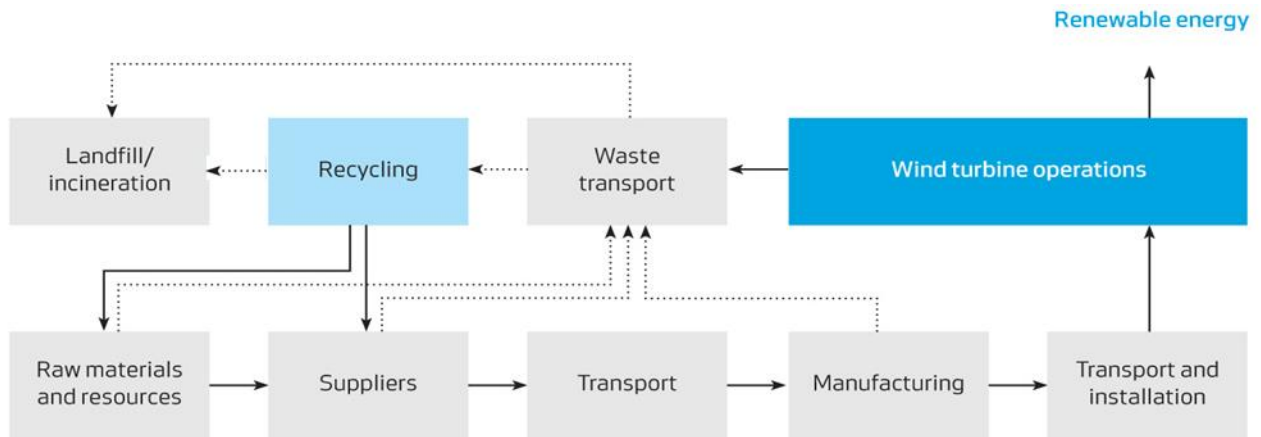 Renewable energy
Landfill/
incineration
Recycling
Waste
transport
Wind turbine operations
Raw materials
and resources
Suppliers
Transport
Manufacturing
Transport and
installation